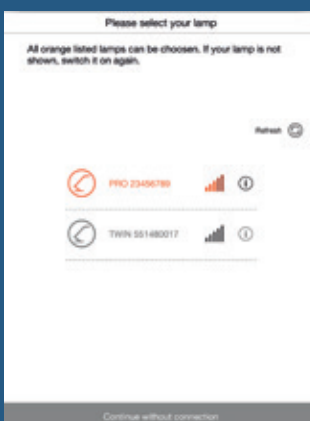 Please select your lamp
All orange listed lamps can be choosen. If your lamp is not
shown, switch it on again.
Refresh
PRO 23456789
TWIN 551480017
Continue without connection